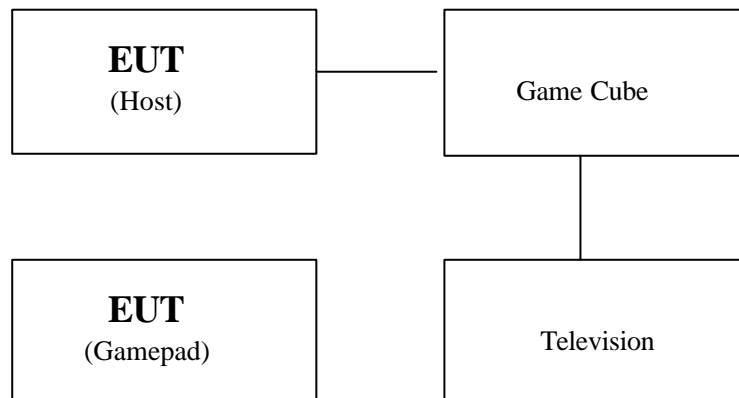 EUT
(Host)
Game Cube
EUT
(Gamepad)
Television